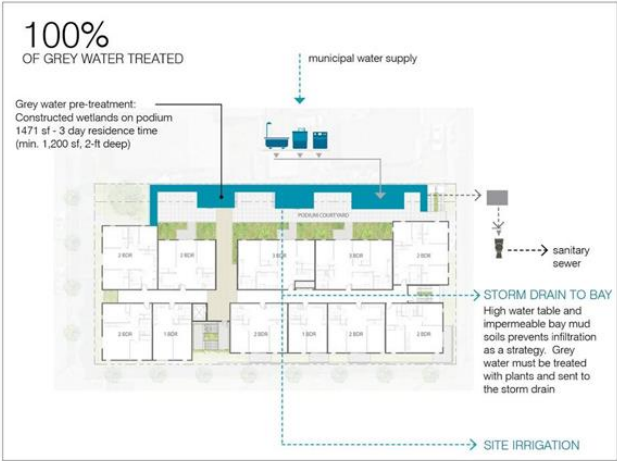 100%
OF GREY WATER TREATED
municipal water supply
Grey water pre-treatment:
Constructed wetlands on podium
1471 sf - 3 day residence time
(min. 1,200 sf, 2-ft deep)
PODIUM COURTYARD
2 BDR
2 BDR
3 BDR
3 BDR
2 BDR
sanitary
sewer
STORM DRAIN TO BAY
High water table and
impermeable bay mud
soils prevents infiltration
as a strategy. Grey
water must be treated
with plants and sent to
the storm drain
2 BDR
1 BDR
2 BDR
1 BDR
2 BDR
SITE IRRIGATION